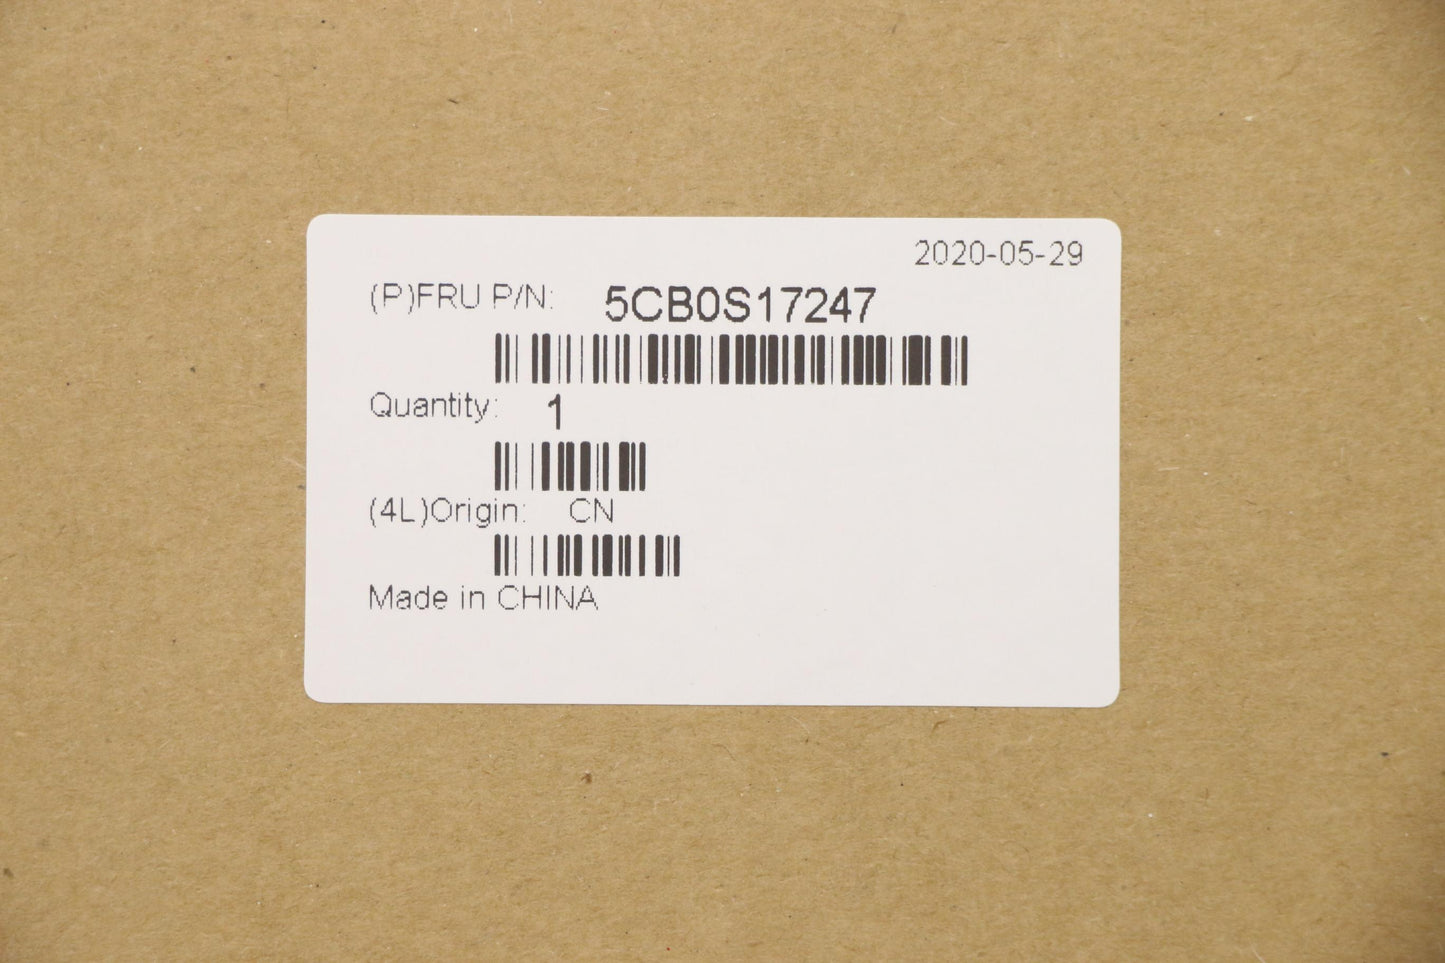 2020-05-29
(P)FRU P/N: 5CB0S17247
Quantity: 1
(4L)Origin: CN
Made in CHINA